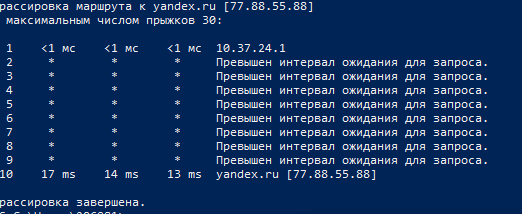 рассировка маршрута к yandex.ru [77.88.55.88]
максимальным числом прыжков 30:
1 <1 мс <1 мс <1 мс 10.37.24.1
2 * * * Превышен интервал ожидания для запроса.
3 * * * Превышен интервал ожидания для запроса.
4 * * * Превышен интервал ожидания для запроса.
5 * * * Превышен интервал ожидания для запроса.
6 * * * Превышен интервал ожидания для запроса.
7 * * * Превышен интервал ожидания для запроса.
8 * * * Превышен интервал ожидания для запроса.
9 * * * Превышен интервал ожидания для запроса.
10 17 ms 14 ms 13 ms yandex.ru [77.88.55.88]
рассировка завершена.